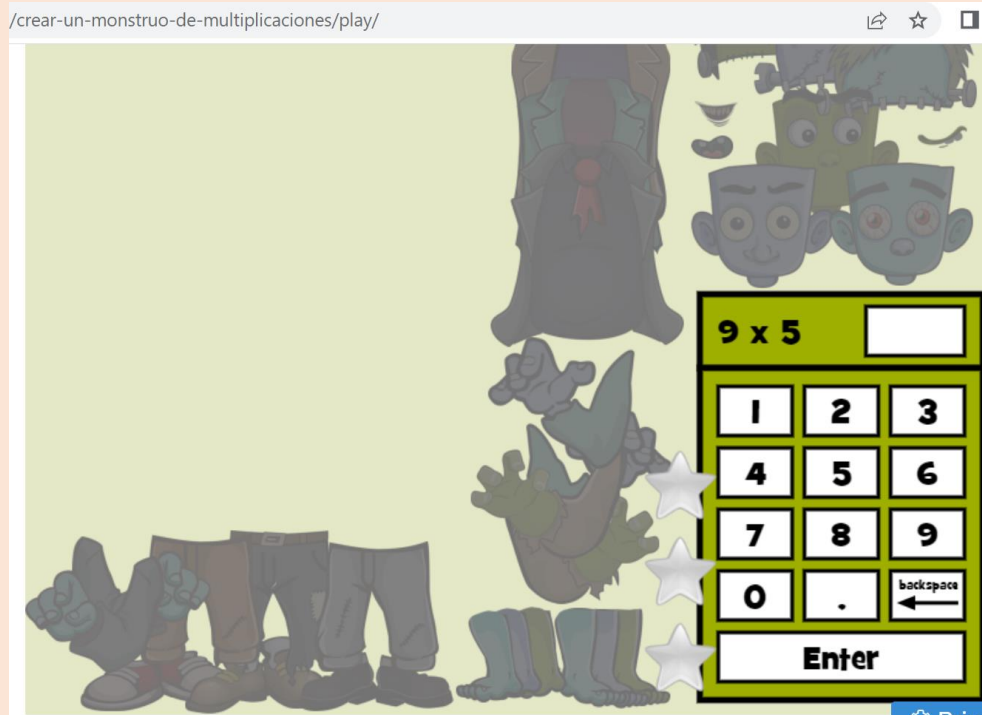 /crear-un-monstruo-de-multiplicaciones/play/
9 x 5
1 2 3
4 5 6
7 8 9
0 . backspace
Enter